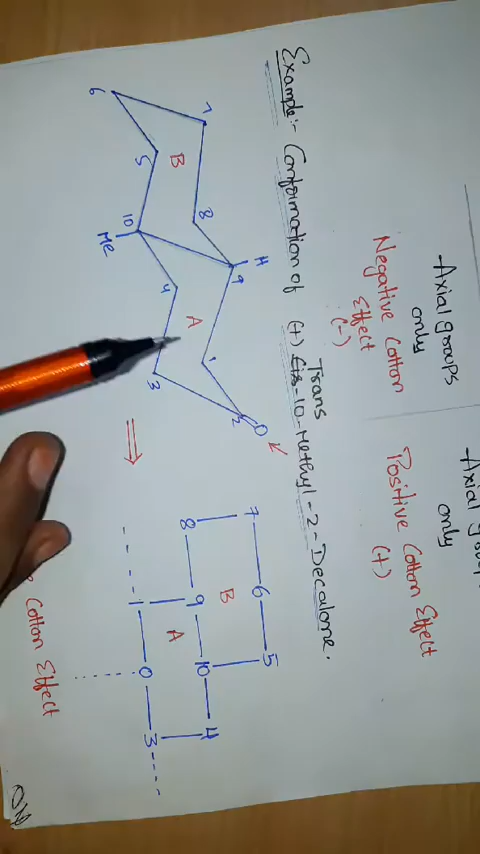 -Axial groups
only
Negative Cotton
Effect
(-)
only
Positive Cotton Effect
(+)
Example:- Conformation of (+) Cis-10-Methyl-2-Decalone.
Trans
7
6
B
5
8
H
9
10
Me
4
A
1
3
2
O
7
6
5
8
B
9
10
4
A
1
O
3
Cotton Effect